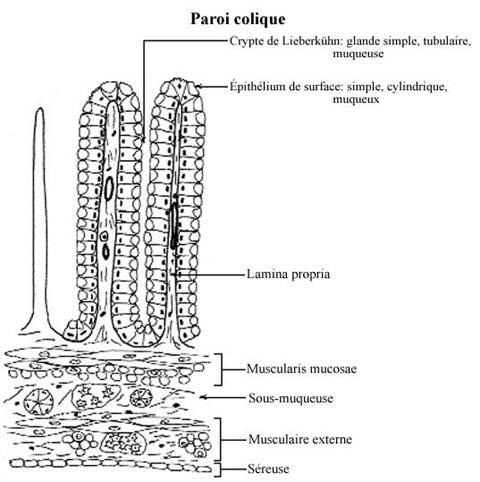 Paroi colique
Crypte de Lieberkühn: glande simple, tubulaire,
muqueuse
Épithélium de surface: simple, cylindrique,
muqueux
Lamina propria
Muscularis mucosae
Sous-muqueuse
Musculaire externe
Séreuse